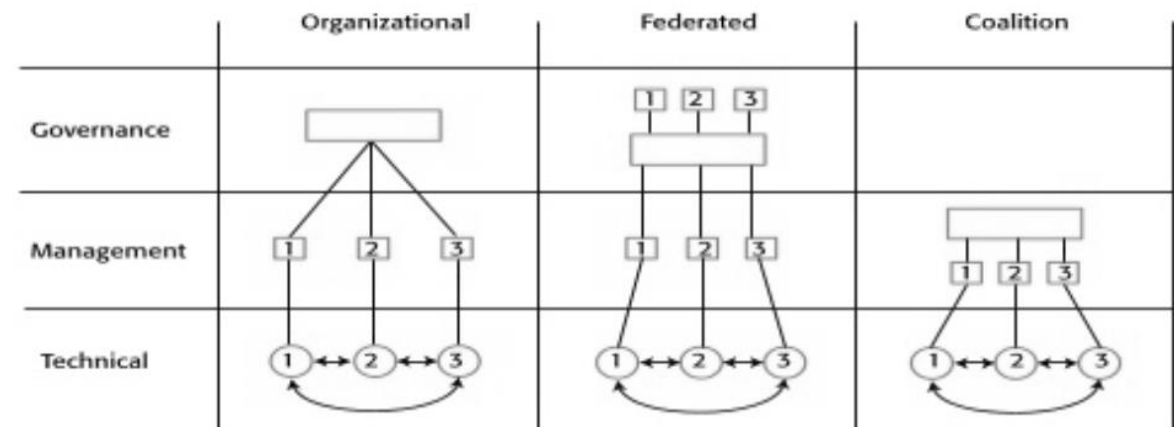 Organizational Federated Coalition
1 2 3
Governance
Management 1 2 3 1 2 3
1 2 3
Technical 1 2 3 1 2 3 1 2 3